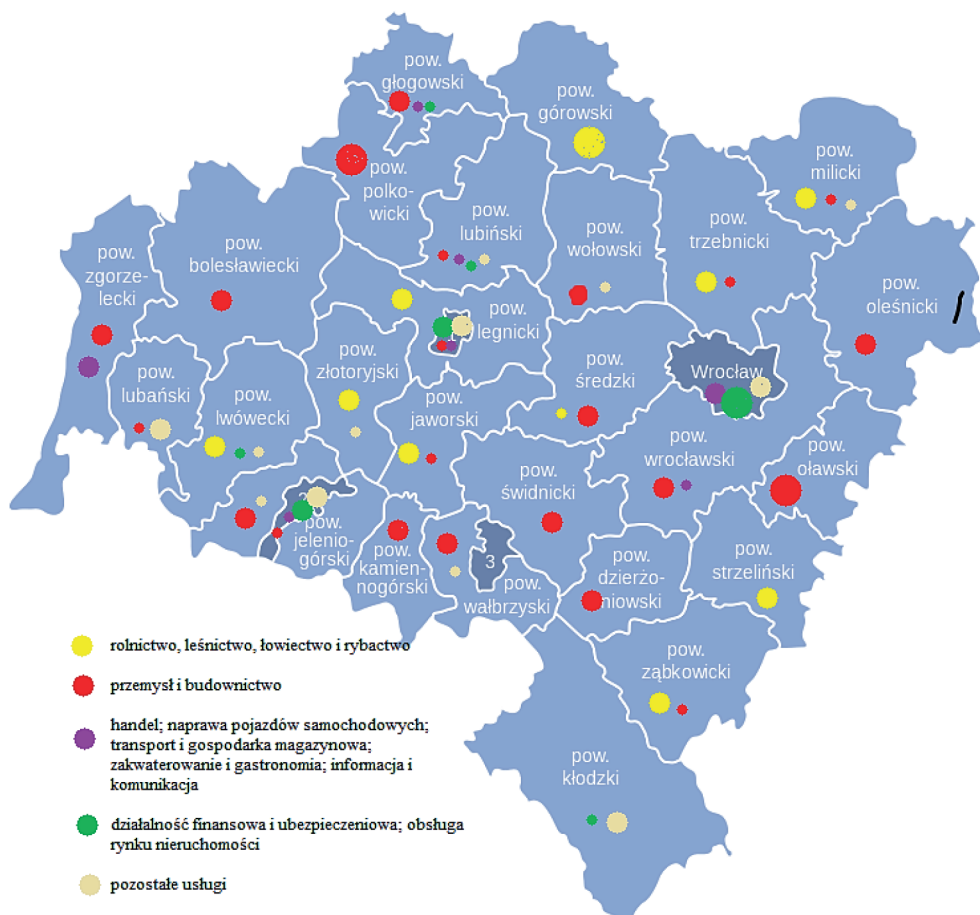 pow.
głogowski
pow.
górowski
pow.
milicki
pow.
polko-
wicki
pow.
lubiński
pow.
wołowski
pow.
trzebnicki
pow.
zgorze-
lecki
pow.
bolesławiecki
pow.
oleśnicki
pow.
legnicki
pow.
lubański
pow.
lwówecki
pow.
złotoryjski
pow.
jaworski
pow.
średzki
Wrocław
pow.
wrocławski
pow.
oławski
pow.
świdnicki
pow.
jelenio-
górski
pow.
kamien-
nogórski
3
pow.
wałbrzyski
pow.
dzierżo-
niowski
pow.
strzeliński
pow.
ząbkowicki
pow.
kłodzki
rolnictwo, leśnictwo, łowiectwo i rybactwo
przemysł i budownictwo
handel; naprawa pojazdów samochodowych;
transport i gospodarka magazynowa;
zakwaterowanie i gastronomia; informacja i
komunikacja
działalność finansowa i ubezpieczeniowa; obsługa
rynku nieruchomości
pozostałe usługi